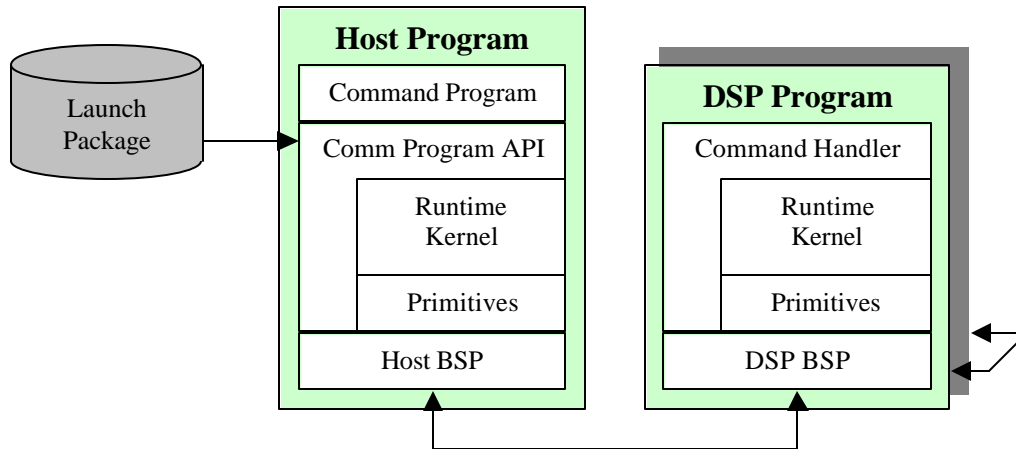 Launch
Package
Host Program
Command Program
Comm Program API
Runtime
Kernel
Primitives
Host BSP
DSP Program
Command Handler
Runtime
Kernel
Primitives
DSP BSP